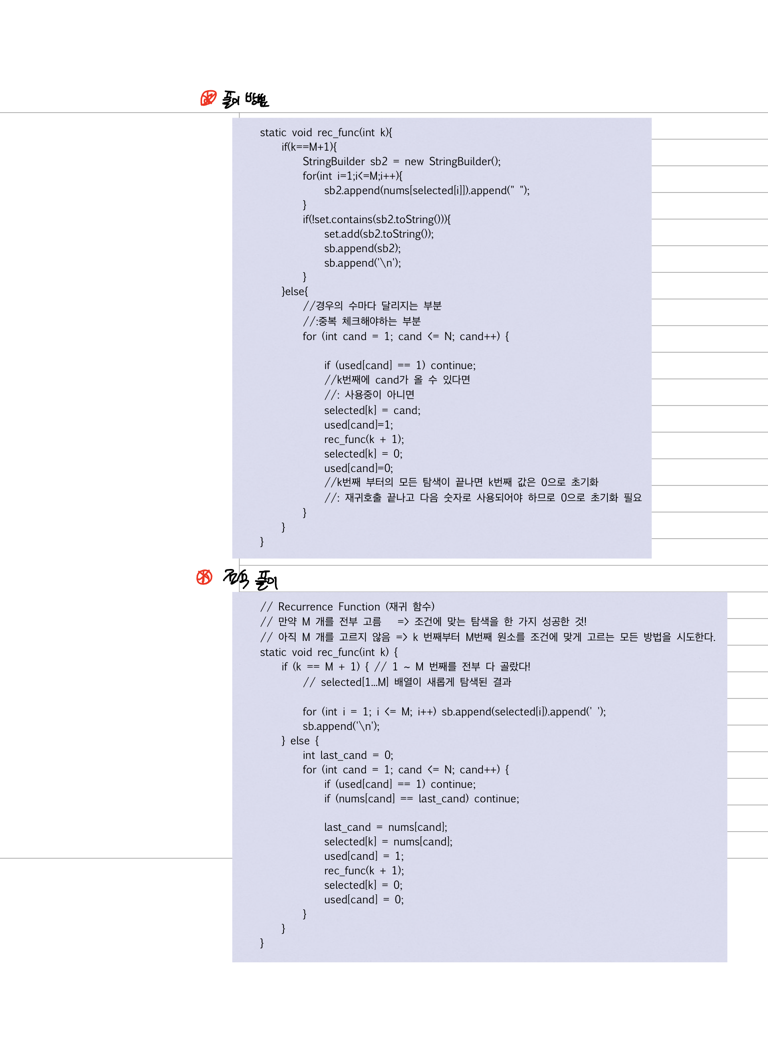 풀이 방법
static void rec_func(int k){
if(k==M+1){
StringBuilder sb2 = new StringBuilder();
for(int i=1;i<=M;i++){
sb2.append(nums[selected[i]]).append(" ");
}
if(!set.contains(sb2.toString())){
set.add(sb2.toString());
sb.append(sb2);
sb.append('\n');
}
}else{
//경우의 수마다 달리지는 부분
//:중복 체크해야하는 부분
for (int cand = 1; cand <= N; cand++) {
if (used[cand] == 1) continue;
//k번째에 cand가 올 수 있다면
//: 사용중이 아니면
selected[k] = cand;
used[cand]=1;
rec_func(k + 1);
selected[k] = 0;
used[cand]=0;
//k번째 부터의 모든 탐색이 끝나면 k번째 값은 0으로 초기화
//: 재귀호출 끝나고 다음 숫자로 사용되어야 하므로 0으로 초기화 필요
}
}
}
풀이
// Recurrence Function (재귀 함수)
// 만약 M 개를 전부 고름 => 조건에 맞는 탐색을 한 가지 성공한 것!
// 아직 M 개를 고르지 않음 => k 번째부터 M번째 원소를 조건에 맞게 고르는 모든 방법을 시도한다.
static void rec_func(int k) {
if (k == M + 1) { // 1 ~ M 번째를 전부 다 골랐다!
// selected[1...M] 배열이 새롭게 탐색된 결과
for (int i = 1; i <= M; i++) sb.append(selected[i]).append(' ');
sb.append('\n');
} else {
int last_cand = 0;
for (int cand = 1; cand <= N; cand++) {
if (used[cand] == 1) continue;
if (nums[cand] == last_cand) continue;
last_cand = nums[cand];
selected[k] = nums[cand];
used[cand] = 1;
rec_func(k + 1);
selected[k] = 0;
used[cand] = 0;
}
}
}